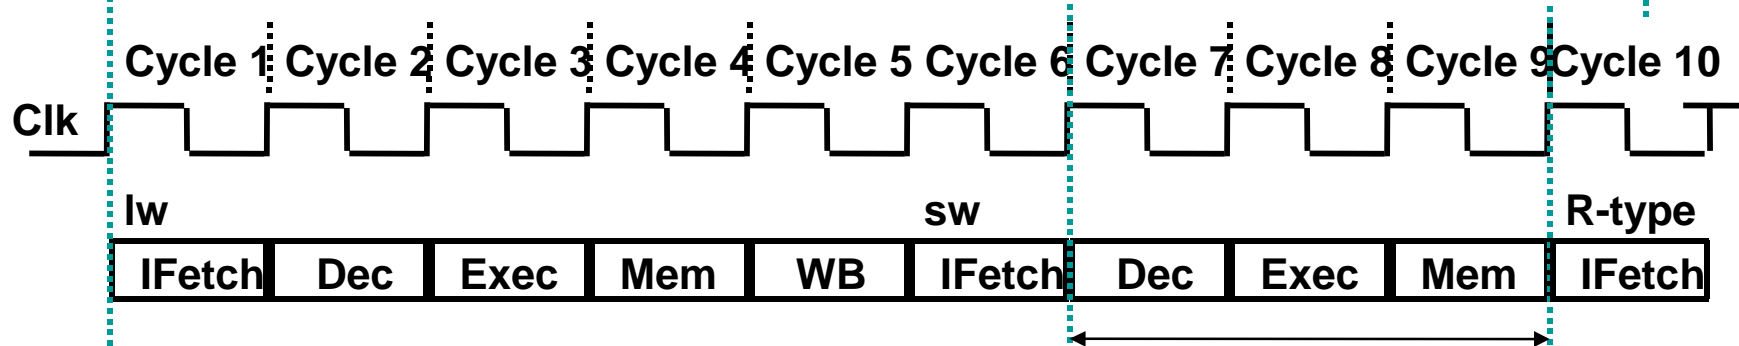 Cycle 1 Cycle 2 Cycle 3 Cycle 4 Cycle 5 Cycle 6 Cycle 7 Cycle 8 Cycle 9 Cycle 10
Clk
lw sw R-type
IFetch Dec Exec Mem WB IFetch Dec Exec Mem IFetch